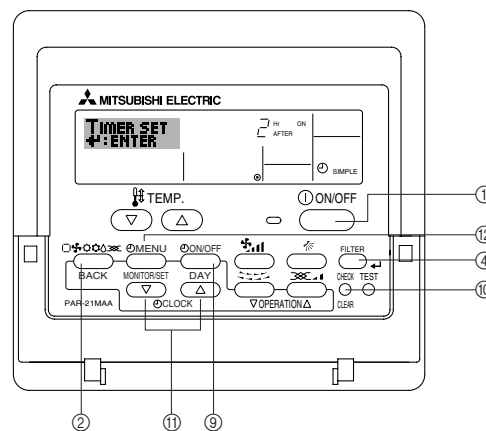 MITSUBISHI ELECTRIC
TIMER SET
:ENTER
2 Hr ON
AFTER
SIMPLE
TEMP.
ON/OFF
MENU
ON/OFF
FILTER
BACK
MONITOR/SET
DAY
CHECK TEST
PAR-21MAA
CLOCK
OPERATION
CLEAR
①
⑫
④
⑩
② ⑪ ⑨